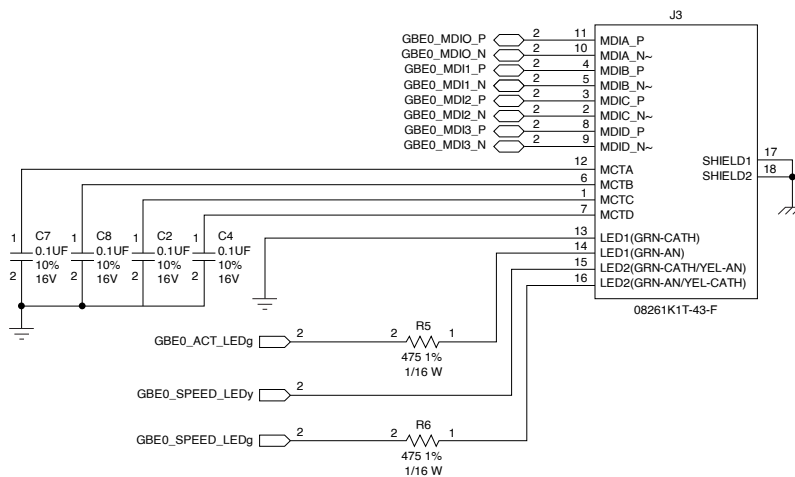 J3
GBE0_MDIO_P 2 11 MDIA_P
GBE0_MDIO_N 2 10 MDIA_N~
GBE0_MDI1_P 2 4 MDIB_P
GBE0_MDI1_N 2 5 MDIB_N~
GBE0_MDI2_P 2 3 MDIC_P
GBE0_MDI2_N 2 2 MDIC_N~
GBE0_MDI3_P 2 8 MDID_P
GBE0_MDI3_N 2 9 MDID_N~
SHIELD1 17
SHIELD2 18
12 MCTA
6 MCTB
1 MCTC
7 MCTD
1 C7 1 C8 1 C2 1 C4
0.1UF 0.1UF 0.1UF 0.1UF
2 10% 2 10% 2 10% 2 10%
16V 16V 16V 16V
13 LED1(GRN-CATH)
14 LED1(GRN-AN)
15 LED2(GRN-CATH/YEL-AN)
16 LED2(GRN-AN/YEL-CATH)
08261K1T-43-F
R5
GBE0_ACT_LEDg 2 2 1
475 1%
1/16 W
GBE0_SPEED_LEDy 2
R6
GBE0_SPEED_LEDg 2 2 1
475 1%
1/16 W